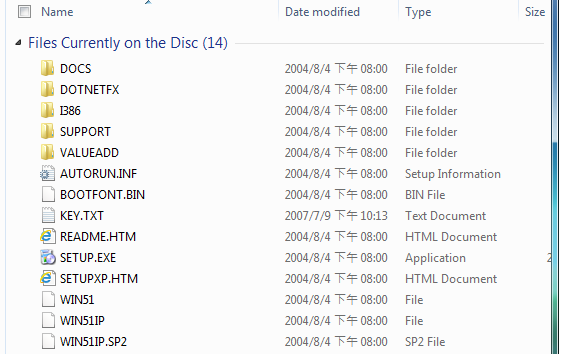 Name Date modified Type Size
Files Currently on the Disc (14)
DOCS 2004/8/4 下午 08:00 File folder
DOTNETFX 2004/8/4 下午 08:00 File folder
I386 2004/8/4 下午 08:00 File folder
SUPPORT 2004/8/4 下午 08:00 File folder
VALUEADD 2004/8/4 下午 08:00 File folder
AUTORUN.INF 2004/8/4 下午 08:00 Setup Information
BOOTFONT.BIN 2004/8/4 下午 08:00 BIN File
KEY.TXT 2007/7/9 下午 10:13 Text Document
README.HTM 2004/8/4 下午 08:00 HTML Document
SETUP.EXE 2004/8/4 下午 08:00 Application 2
SETUPXP.HTM 2004/8/4 下午 08:00 HTML Document
WIN51 2004/8/4 下午 08:00 File
WIN51IP 2004/8/4 下午 08:00 File
WIN51IP.SP2 2004/8/4 下午 08:00 SP2 File